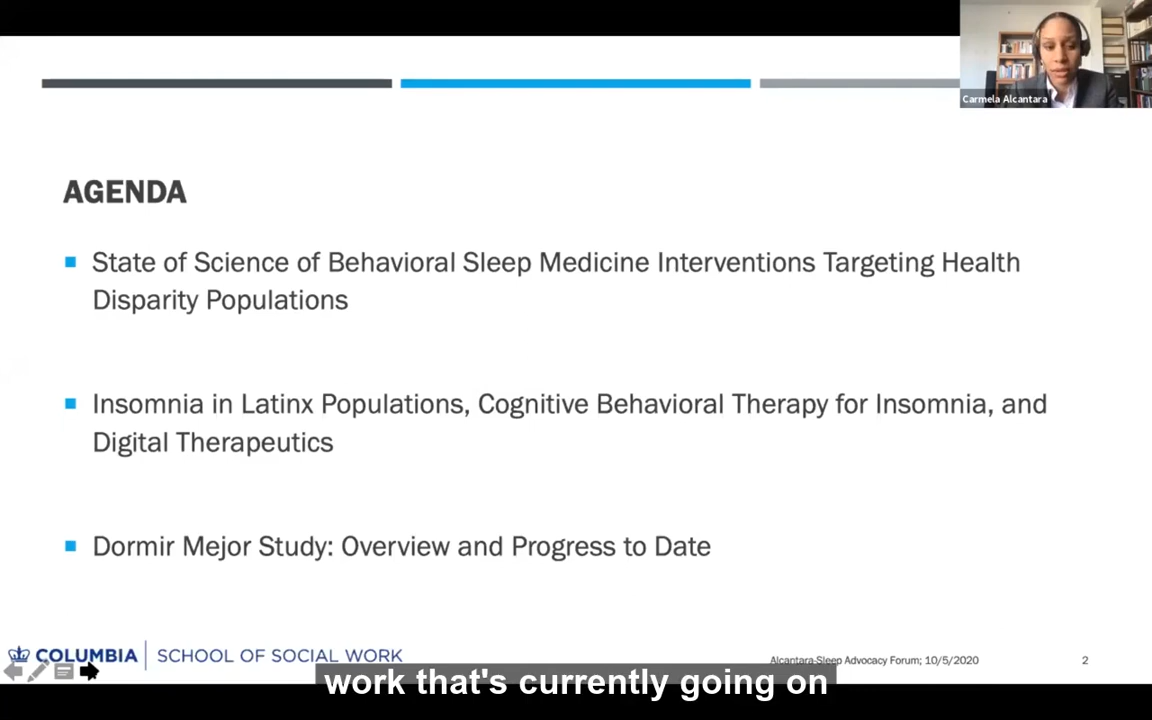 Carmela Alcantara
AGENDA
State of Science of Behavioral Sleep Medicine Interventions Targeting Health
Disparity Populations
Insomnia in Latinx Populations, Cognitive Behavioral Therapy for Insomnia, and
Digital Therapeutics
Dormir Mejor Study: Overview and Progress to Date
COLUMBIA SCHOOL OF SOCIAL WORK
Alcantara-Sleep Advocacy Forum; 10/5/2020
2
work that's currently going on